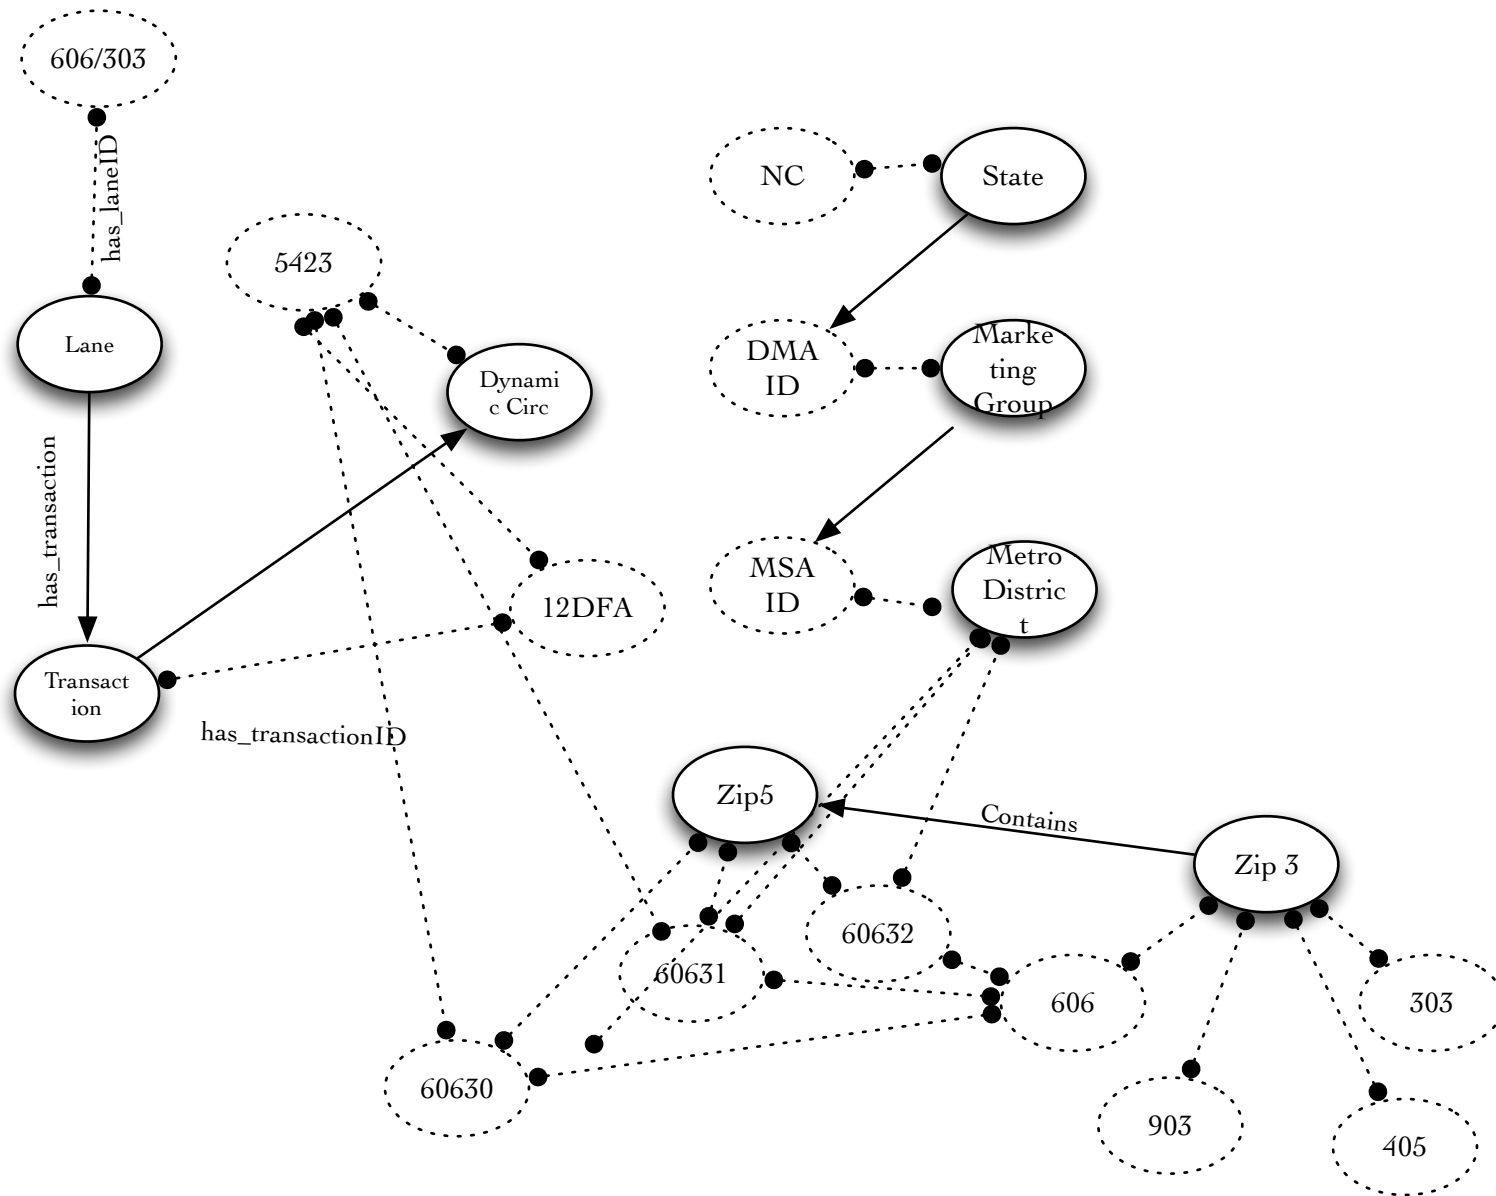 606/303
has_laneID
NC
State
5423
Lane
DMA
ID
Marke
ting
Group
Dynami
c Circ
has_transaction
MSA
ID
Metro
Distric
t
12DFA
Transact
ion
has_transactionID
Zip5
Contains
Zip 3
60632
60631
606
303
60630
903
405